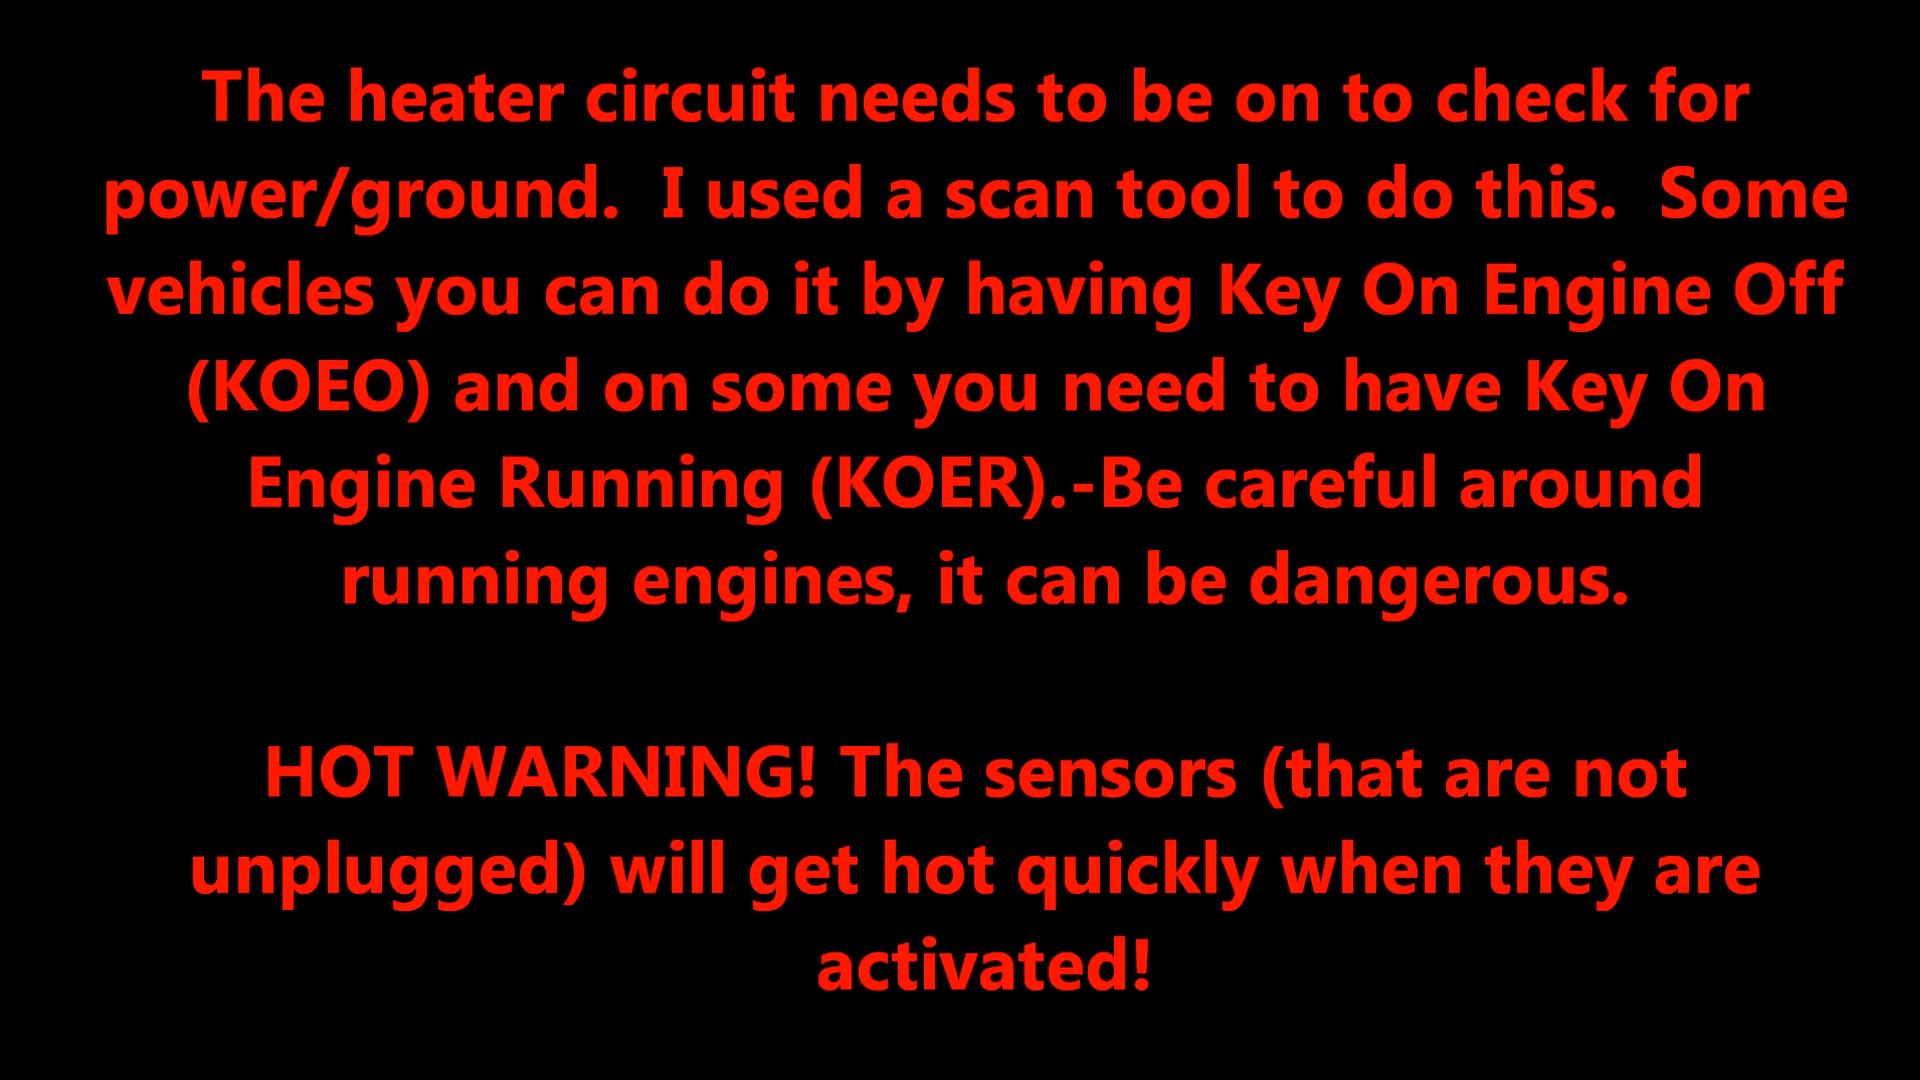 The heater circuit needs to be on to check for
power/ground.  I used a scan tool to do this.  Some
vehicles you can do it by having Key On Engine Off
(KOEO) and on some you need to have Key On
Engine Running (KOER).-Be careful around
running engines, it can be dangerous.
HOT WARNING! The sensors (that are not
unplugged) will get hot quickly when they are
activated!